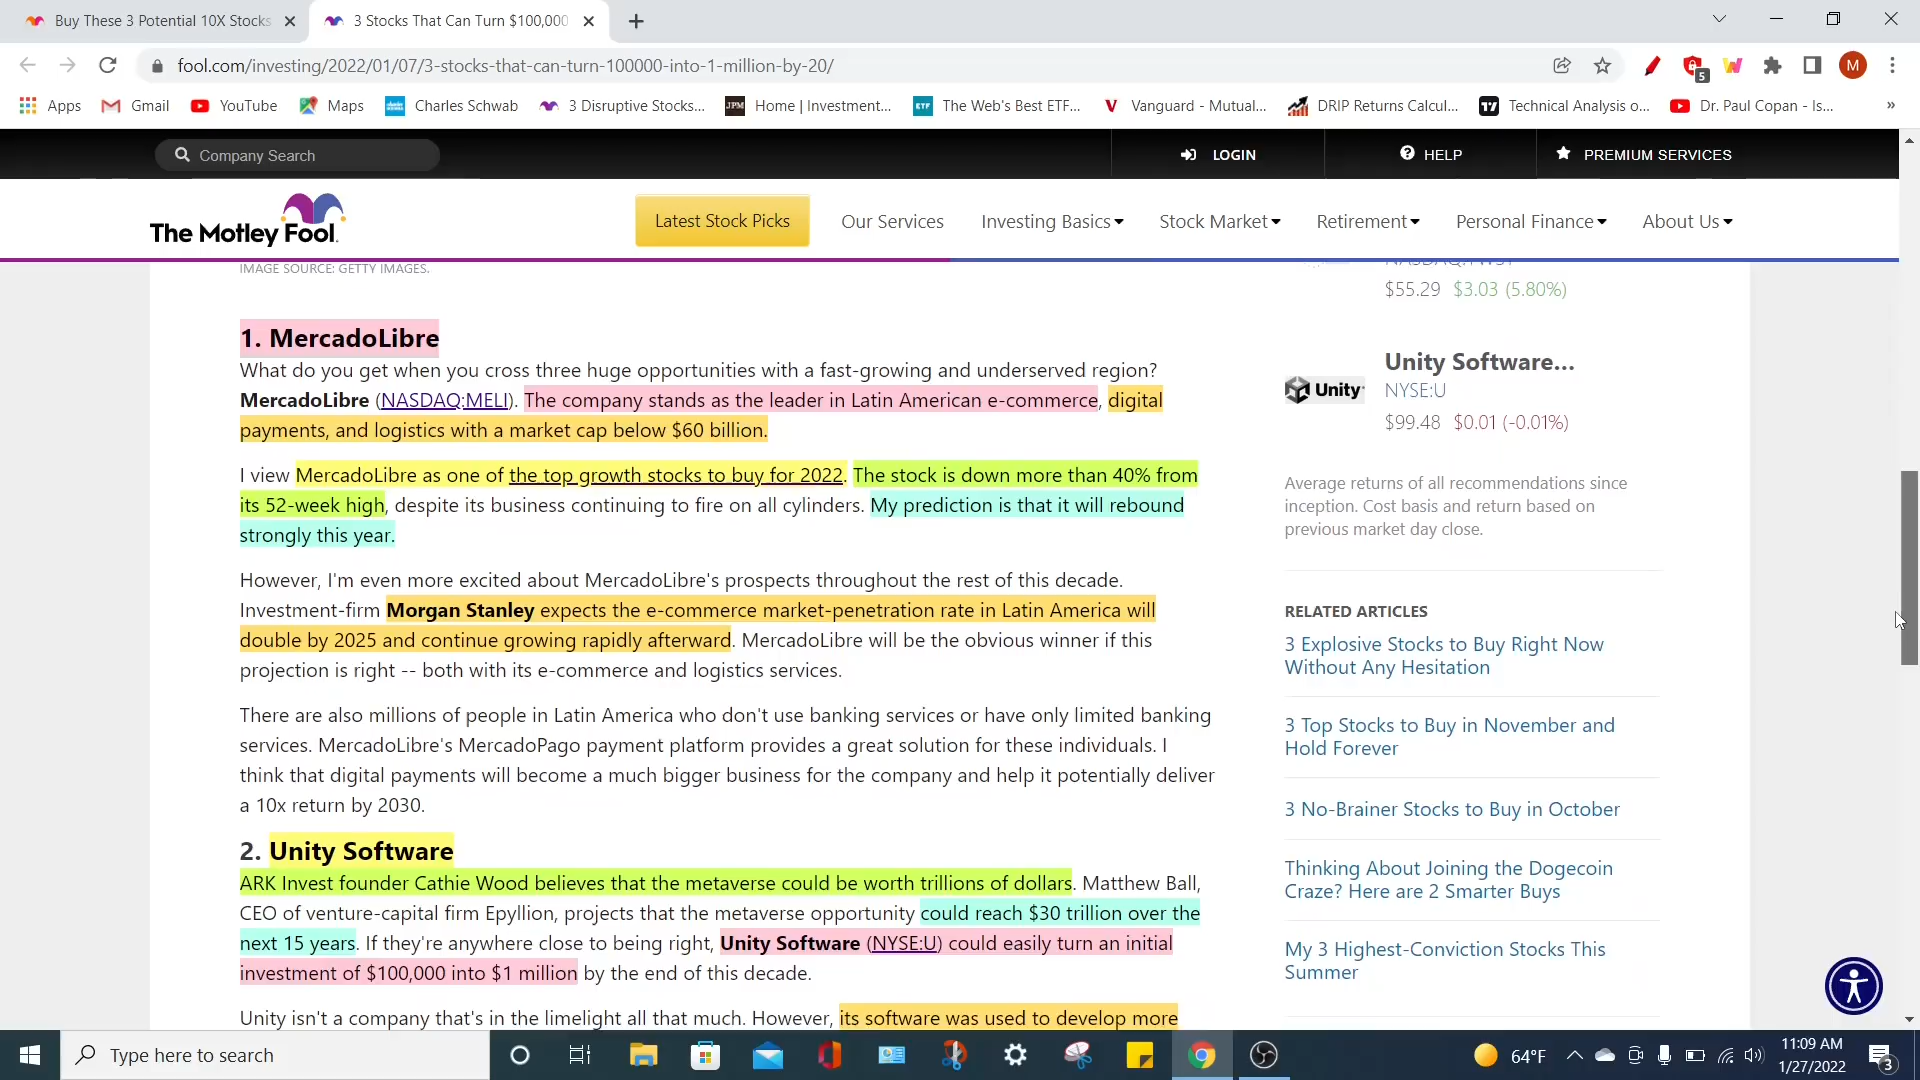 Buy These 3 Potential 10X Stocks
3 Stocks That Can Turn $100,000
fool.com/investing/2022/01/07/3-stocks-that-can-turn-100000-into-1-million-by-20/
5
M
Apps
Gmail
YouTube
Maps
Charles Schwab
3 Disruptive Stocks...
JPM
Home | Investment...
ETF
The Web's Best ETF...
V
Vanguard - Mutual...
DRIP Returns Calcul...
Technical Analysis o...
Dr. Paul Copan - Is...
»
Company Search
LOGIN
HELP
PREMIUM SERVICES
The Motley Fool.
Latest Stock Picks
Our Services
Investing Basics
Stock Market
Retirement
Personal Finance
About Us
IMAGE SOURCE: GETTY IMAGES.
1. MercadoLibre
What do you get when you cross three huge opportunities with a fast-growing and underserved region?
MercadoLibre (NASDAQ:MELI). The company stands as the leader in Latin American e-commerce, digital
payments, and logistics with a market cap below $60 billion.
I view MercadoLibre as one of the top growth stocks to buy for 2022. The stock is down more than 40% from
its 52-week high, despite its business continuing to fire on all cylinders. My prediction is that it will rebound
strongly this year.
However, I'm even more excited about MercadoLibre's prospects throughout the rest of this decade.
Investment-firm Morgan Stanley expects the e-commerce market-penetration rate in Latin America will
double by 2025 and continue growing rapidly afterward. MercadoLibre will be the obvious winner if this
projection is right -- both with its e-commerce and logistics services.
There are also millions of people in Latin America who don't use banking services or have only limited banking
services. MercadoLibre's MercadoPago payment platform provides a great solution for these individuals. I
think that digital payments will become a much bigger business for the company and help it potentially deliver
a 10x return by 2030.
2. Unity Software
ARK Invest founder Cathie Wood believes that the metaverse could be worth trillions of dollars. Matthew Ball,
CEO of venture-capital firm Epyllion, projects that the metaverse opportunity could reach $30 trillion over the
next 15 years. If they're anywhere close to being right, Unity Software (NYSE:U) could easily turn an initial
investment of $100,000 into $1 million by the end of this decade.
Unity isn't a company that's in the limelight all that much. However, its software was used to develop more
$55.29 $3.03 (5.80%)
Unity
Unity Software...
NYSE:U
$99.48 $0.01 (-0.01%)
Average returns of all recommendations since
inception. Cost basis and return based on
previous market day close.
RELATED ARTICLES
3 Explosive Stocks to Buy Right Now
Without Any Hesitation
3 Top Stocks to Buy in November and
Hold Forever
3 No-Brainer Stocks to Buy in October
Thinking About Joining the Dogecoin
Craze? Here are 2 Smarter Buys
My 3 Highest-Conviction Stocks This
Summer
Type here to search
64°F
11:09 AM
1/27/2022
3